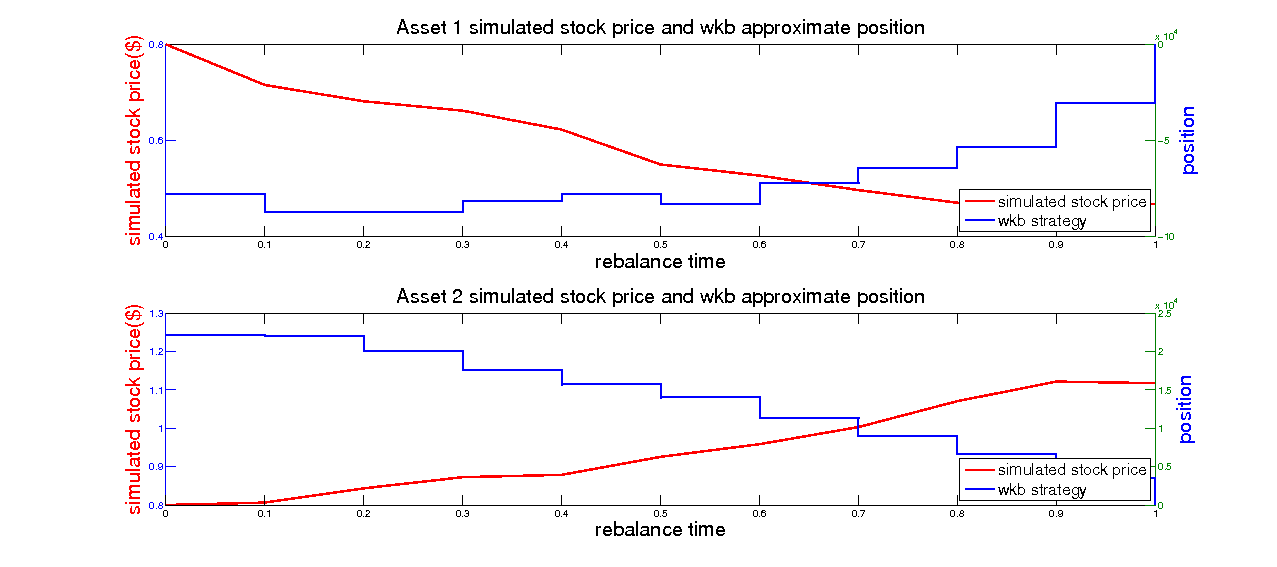 Asset 1 simulated stock price and wkb approximate position
x 10^4
simulated stock price($)
0.8
0.6
0.4
0
-5
-10
position
simulated stock price
wkb strategy
0 0.1 0.2 0.3 0.4 0.5 0.6 0.7 0.8 0.9 1
rebalance time
Asset 2 simulated stock price and wkb approximate position
x 10^4
simulated stock price($)
1.3
1.2
1.1
1
0.9
0.8
2.5
2
1.5
1
0.5
0
position
simulated stock price
wkb strategy
0 0.1 0.2 0.3 0.4 0.5 0.6 0.7 0.8 0.9 1
rebalance time